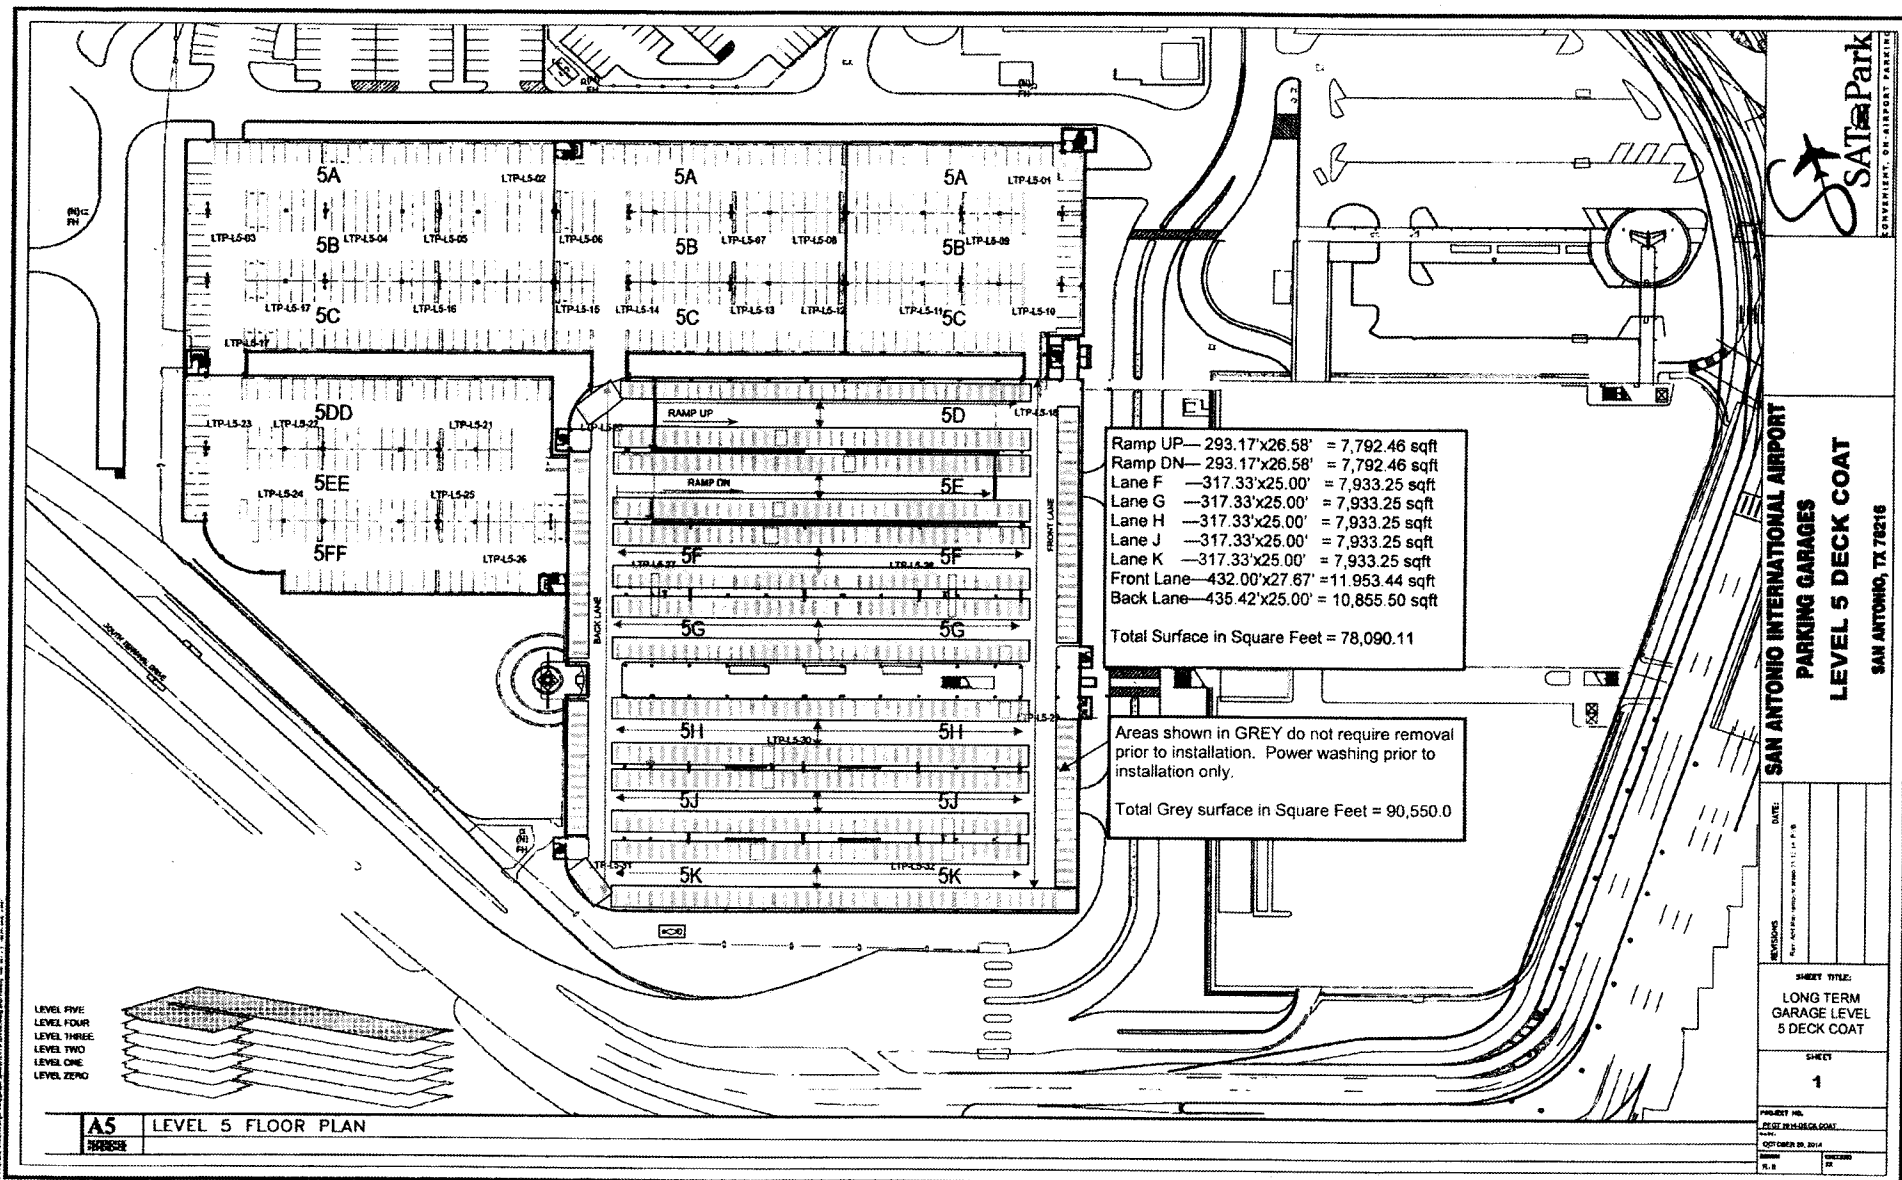 5A
5A
5A
LTP-L5-02
LTP-L5-01
LTP-L5-03
5B
LTP-L5-04
LTP-L5-05
LTP-L5-06
5B
LTP-L5-07
LTP-L5-08
5B
LTP-L5-09
LTP-L5-17
5C
LTP-L5-16
LTP-L5-15
LTP-L5-14
5C
LTP-L5-13
LTP-L5-12
LTP-L5-11
5C
LTP-L5-10
LTP-L5-17
5DD
LTP-L5-23
LTP-L5-22
LTP-L5-21
5EE
LTP-L5-24
LTP-L5-25
5FF
LTP-L5-26
RAMP UP
5D
LTP-L5-18
RAMP DN
5E
5F
5F
BACK LANE
FRONT LANE
5G
5G
5H
5H
LTP-L5-30
5J
5J
5K
LTP-L5-32
5K
Ramp UP— 293.17'x26.58' = 7,792.46 sqft
Ramp DN— 293.17'x26.58' = 7,792.46 sqft
Lane F —317.33'x25.00' = 7,933.25 sqft
Lane G —317.33'x25.00' = 7,933.25 sqft
Lane H —317.33'x25.00' = 7,933.25 sqft
Lane J —317.33'x25.00' = 7,933.25 sqft
Lane K —317.33'x25.00' = 7,933.25 sqft
Front Lane—432.00'x27.67' =11.953.44 sqft
Back Lane—435.42'x25.00' = 10,855.50 sqft
Total Surface in Square Feet = 78,090.11
Areas shown in GREY do not require removal
prior to installation. Power washing prior to
installation only.
Total Grey surface in Square Feet = 90,550.0
LEVEL FIVE
LEVEL FOUR
LEVEL THREE
LEVEL TWO
LEVEL ONE
LEVEL ZERO
A5
LEVEL 5 FLOOR PLAN
SATPark
CONVENIENT, ON-AIRPORT PARKING
SAN ANTONIO INTERNATIONAL AIRPORT
PARKING GARAGES
LEVEL 5 DECK COAT
SAN ANTONIO, TX 78216
REVISIONS
DATE:
SHEET TITLE:
LONG TERM
GARAGE LEVEL
5 DECK COAT
SHEET
1
PROJECT NO.
OCTOBER 20, 2014